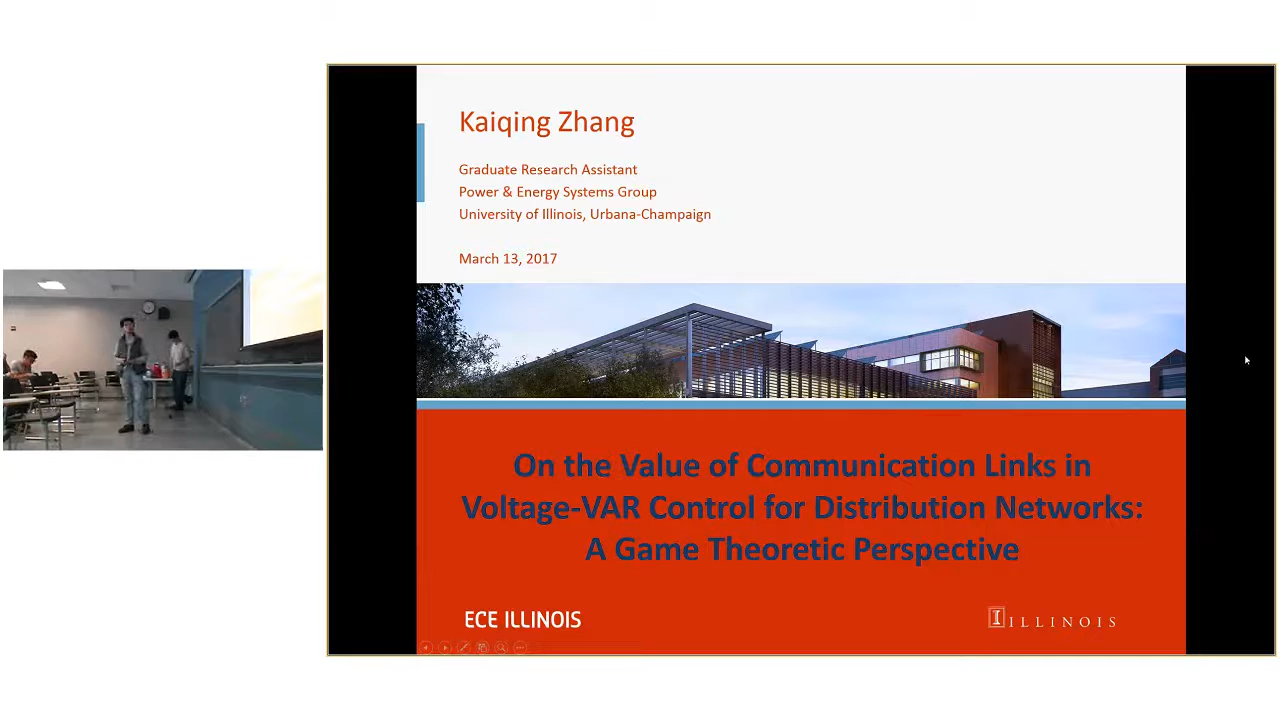 Kaiqing Zhang
Graduate Research Assistant
Power & Energy Systems Group
University of Illinois, Urbana-Champaign
March 13, 2017
On the Value of Communication Links in
Voltage-VAR Control for Distribution Networks:
A Game Theoretic Perspective
ECE ILLINOIS
I ILLINOIS